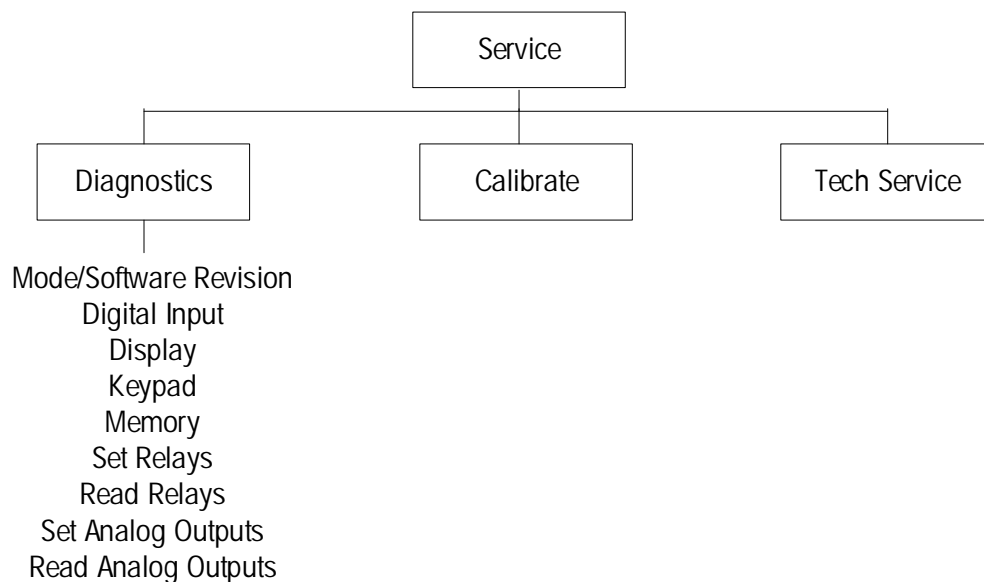 Service
Diagnostics
Calibrate
Tech Service
Mode/Software Revision
Digital Input
Display
Keypad
Memory
Set Relays
Read Relays
Set Analog Outputs
Read Analog Outputs